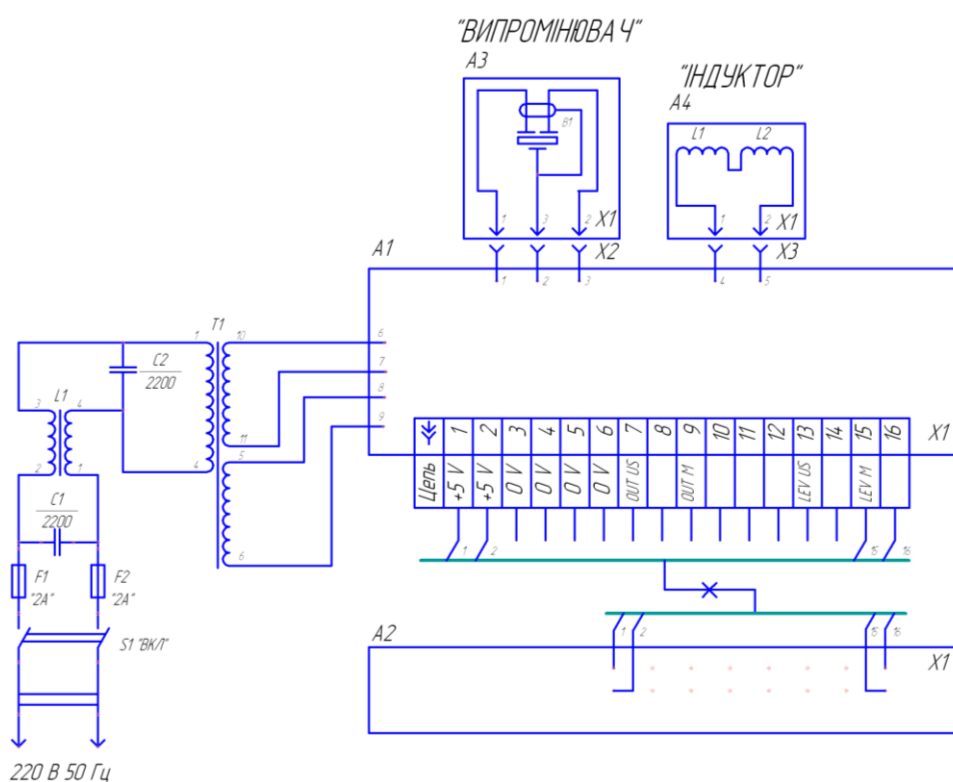 "ВИПРОМІНЮВАЧ"
A3
B1
1
3
2
X1
X2
1
2
3
"ІНДУКТОР"
A4
L1
L2
1
2
X1
X3
4
5
A1
6
7
8
9
T1
1
10
4
11
5
6
C2
2200
L1
3
4
2
1
C1
2200
F1
"2A"
F2
"2A"
S1 "ВКЛ"
220 В 50 Гц
1 2 3 4 5 6 7 8 9 10 11 12 13 14 15 16
X1
Цепь
+5 V
+5 V
0 V
0 V
0 V
0 V
OUT US
OUT M
LEV US
LEV M
1
2
15
16
A2
1
2
15
16
X1